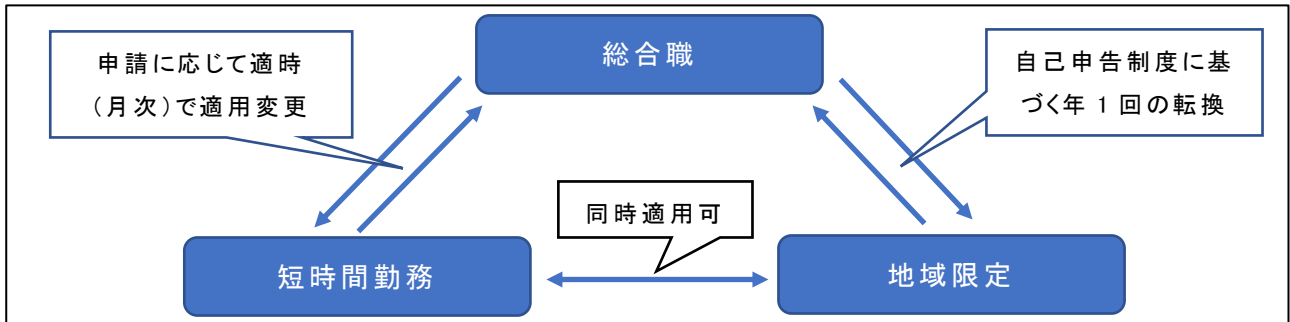 総合職
申請に応じて適時
（月次）で適用変更
自己申告制度に基
づく年1回の転換
同時適用可
短時間勤務
地域限定